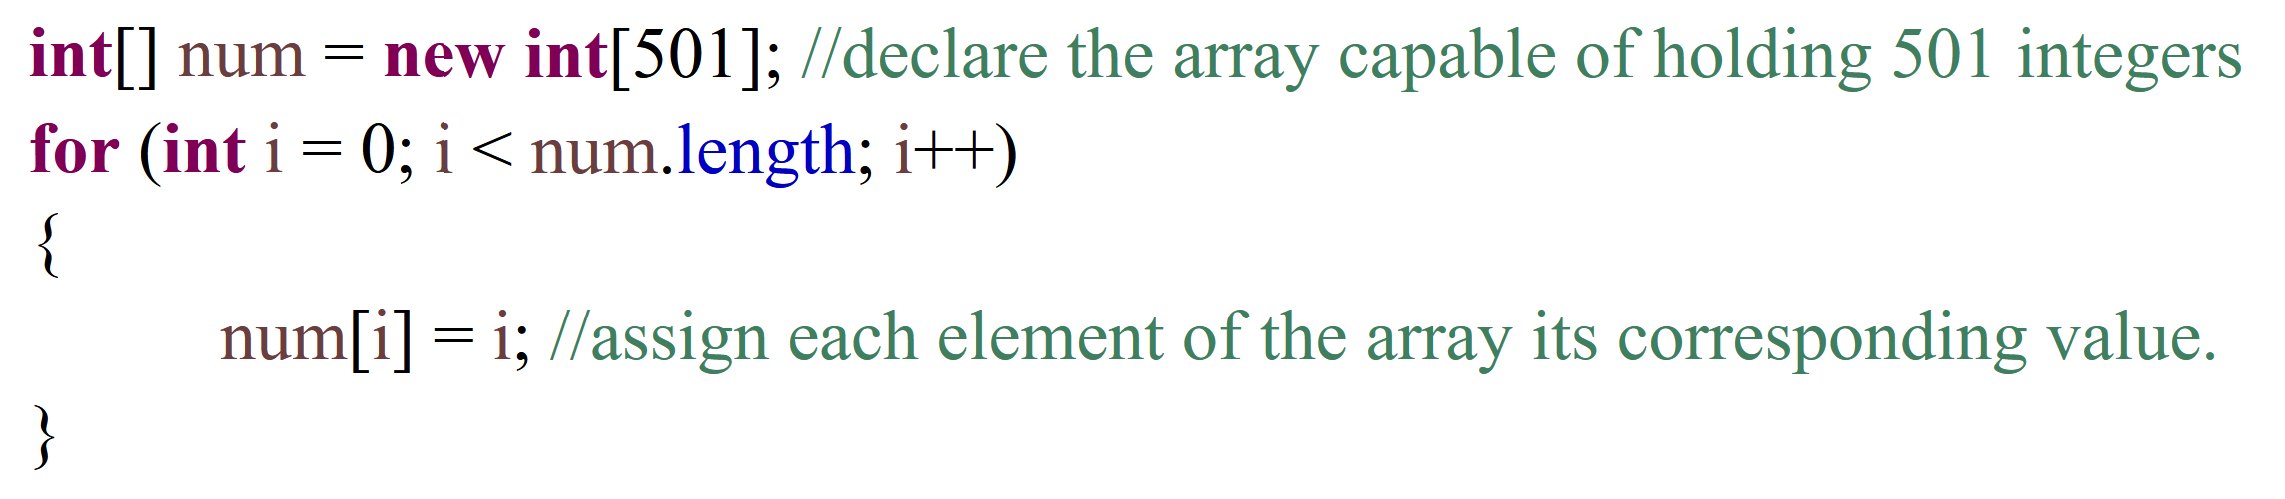 int[] num = new int[501]; //declare the array capable of holding 501 integers
for (int i = 0; i < num.length; i++)
{
num[i] = i; //assign each element of the array its corresponding value.
}